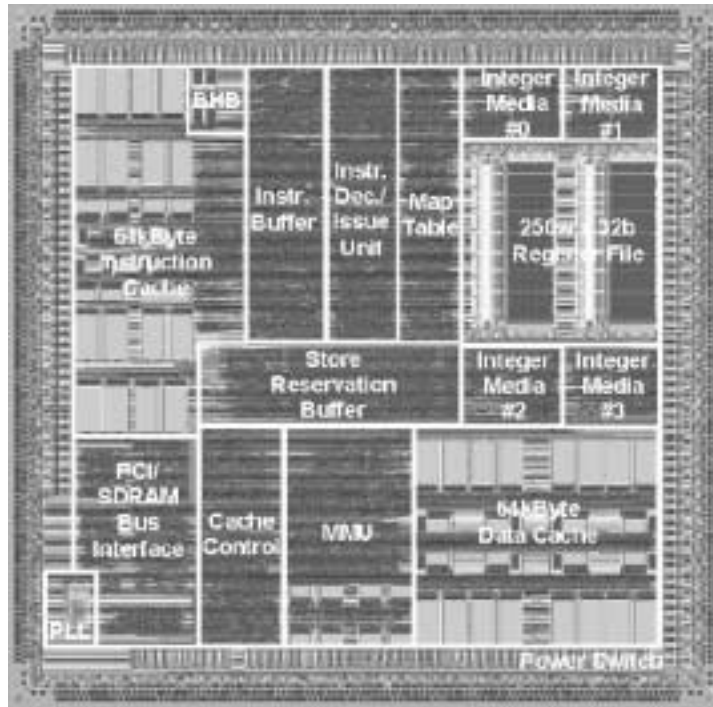 BHB
Integer
Media
#0
Integer
Media
#1
Instr.
Buffer
Instr.
Dec./
Issue
Unit
Map
Table
64kByte
Instruction
Cache
32b
Register File
Store
Reservation
Buffer
Integer
Media
#2
Integer
Media
#3
PCI/
SDRAM
Bus
Interface
Cache
Control
MMU
64kByte
Data Cache
PLL
Power Switch